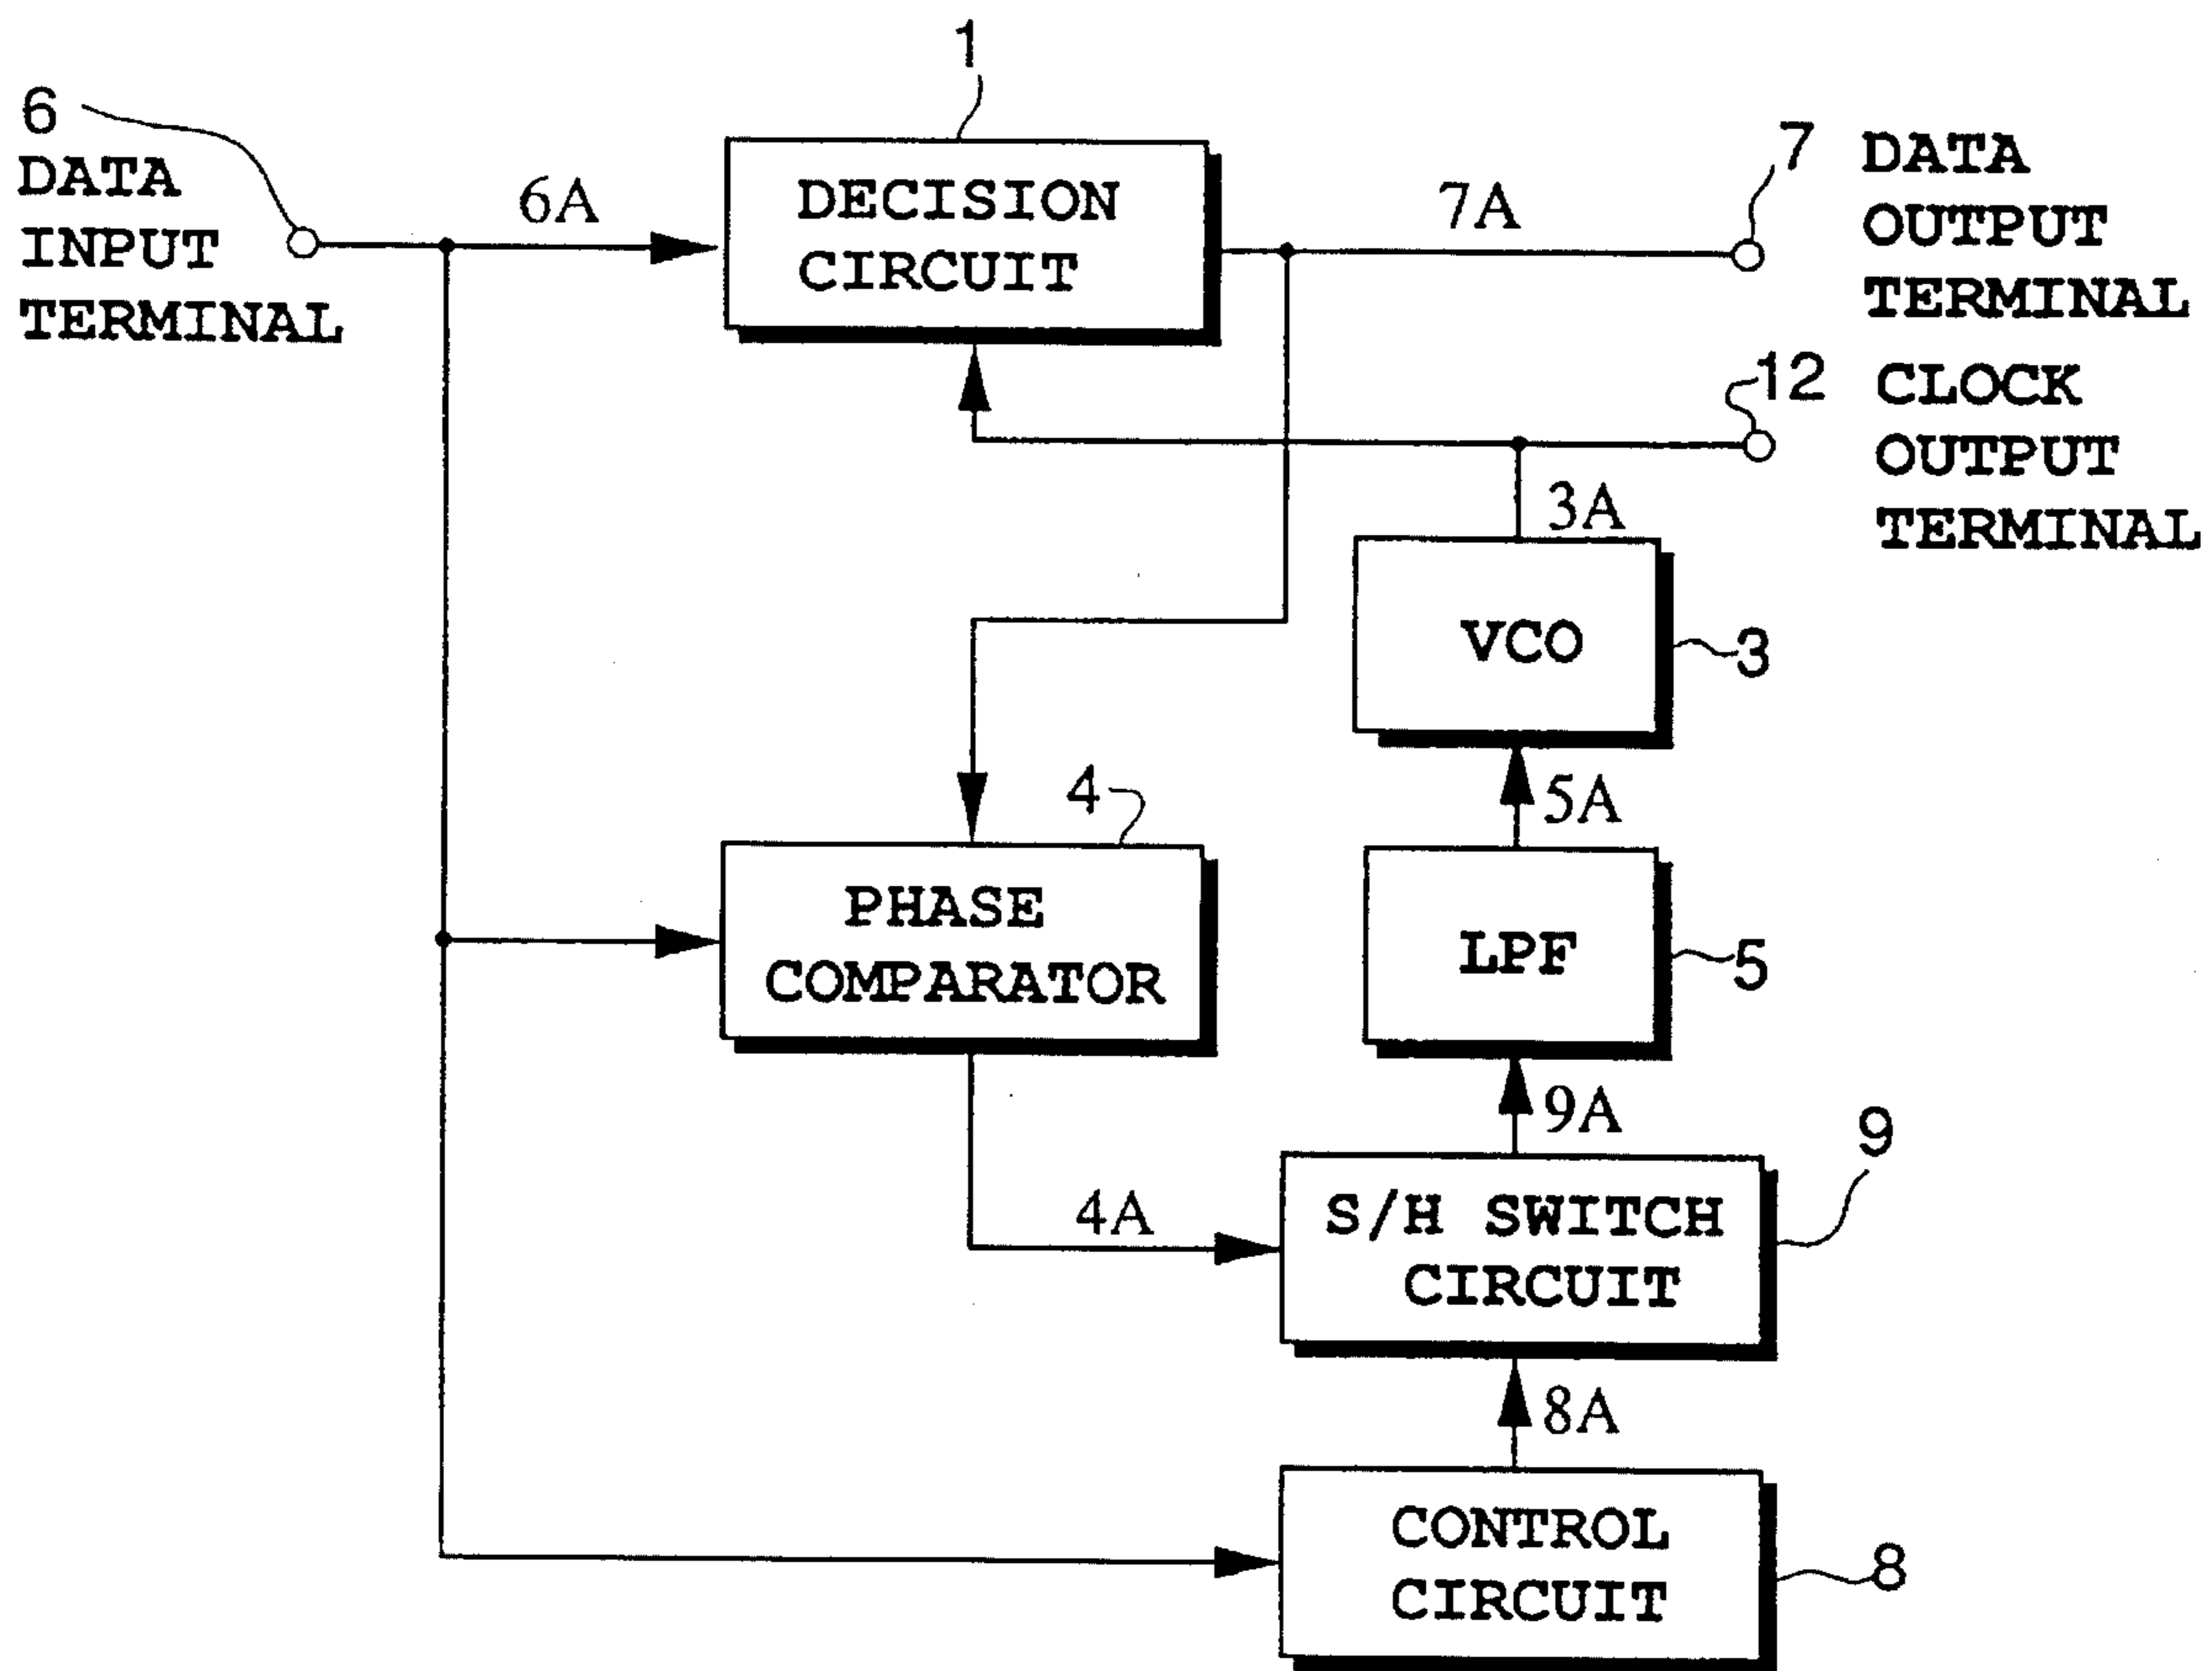 1
6
DATA
INPUT
TERMINAL
6A
DECISION
CIRCUIT
7A
7
DATA
OUTPUT
TERMINAL
12
CLOCK
OUTPUT
TERMINAL
3A
VCO
3
5A
4
PHASE
COMPARATOR
LPF
5
9A
9
4A
S/H SWITCH
CIRCUIT
8A
CONTROL
CIRCUIT
8